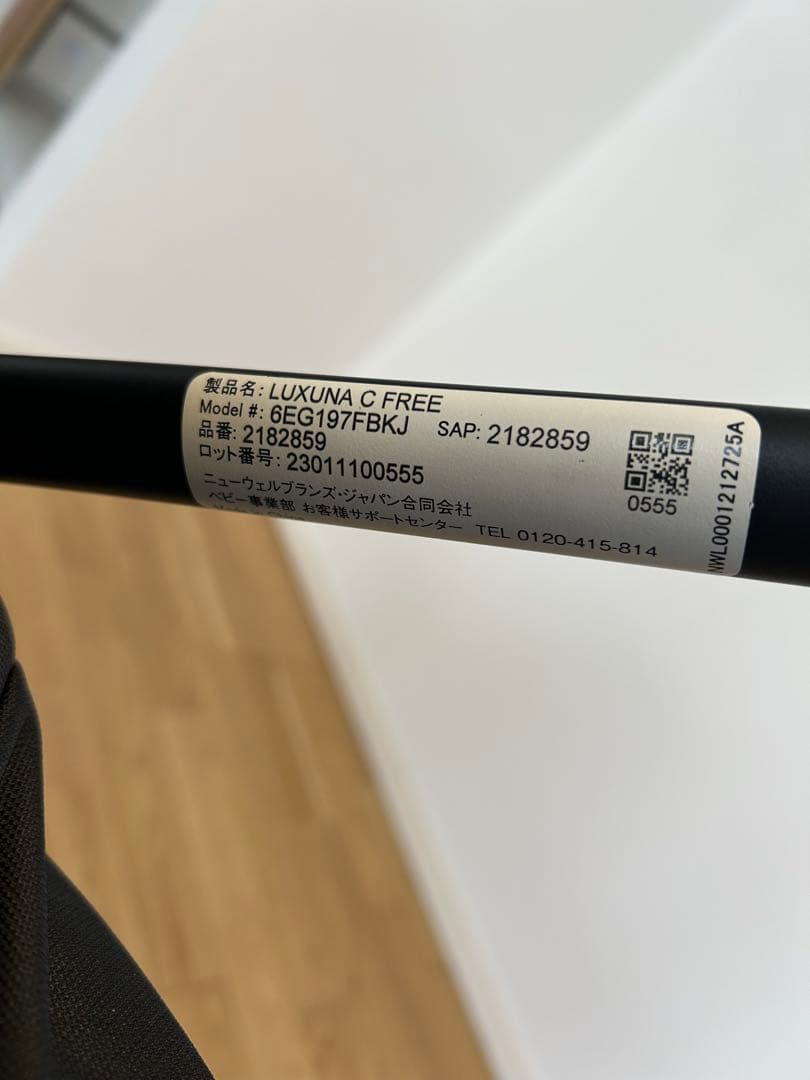 製品名: LUXUNA C FREE
Model #: 6EG197FBKJ SAP: 2182859
品番: 2182859
ロット番号: 23011100555
ニューウェルブランズ・ジャパン合同会社
ベビー事業部 お客様サポートセンター TEL 0120-415-814
0555
NWL0001212725A